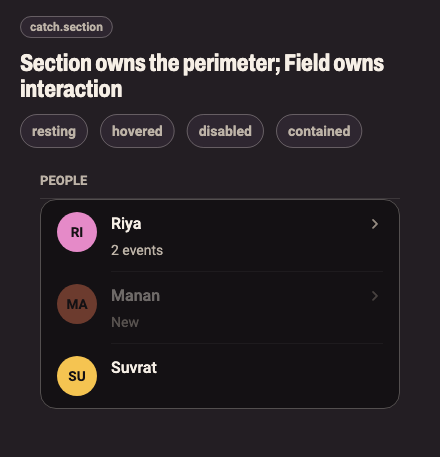 catch.section
Section owns the perimeter; Field owns
interaction
resting
hovered
disabled
contained
PEOPLE
RI
Riya
2 events
MA
Manan
New
SU
Suvrat